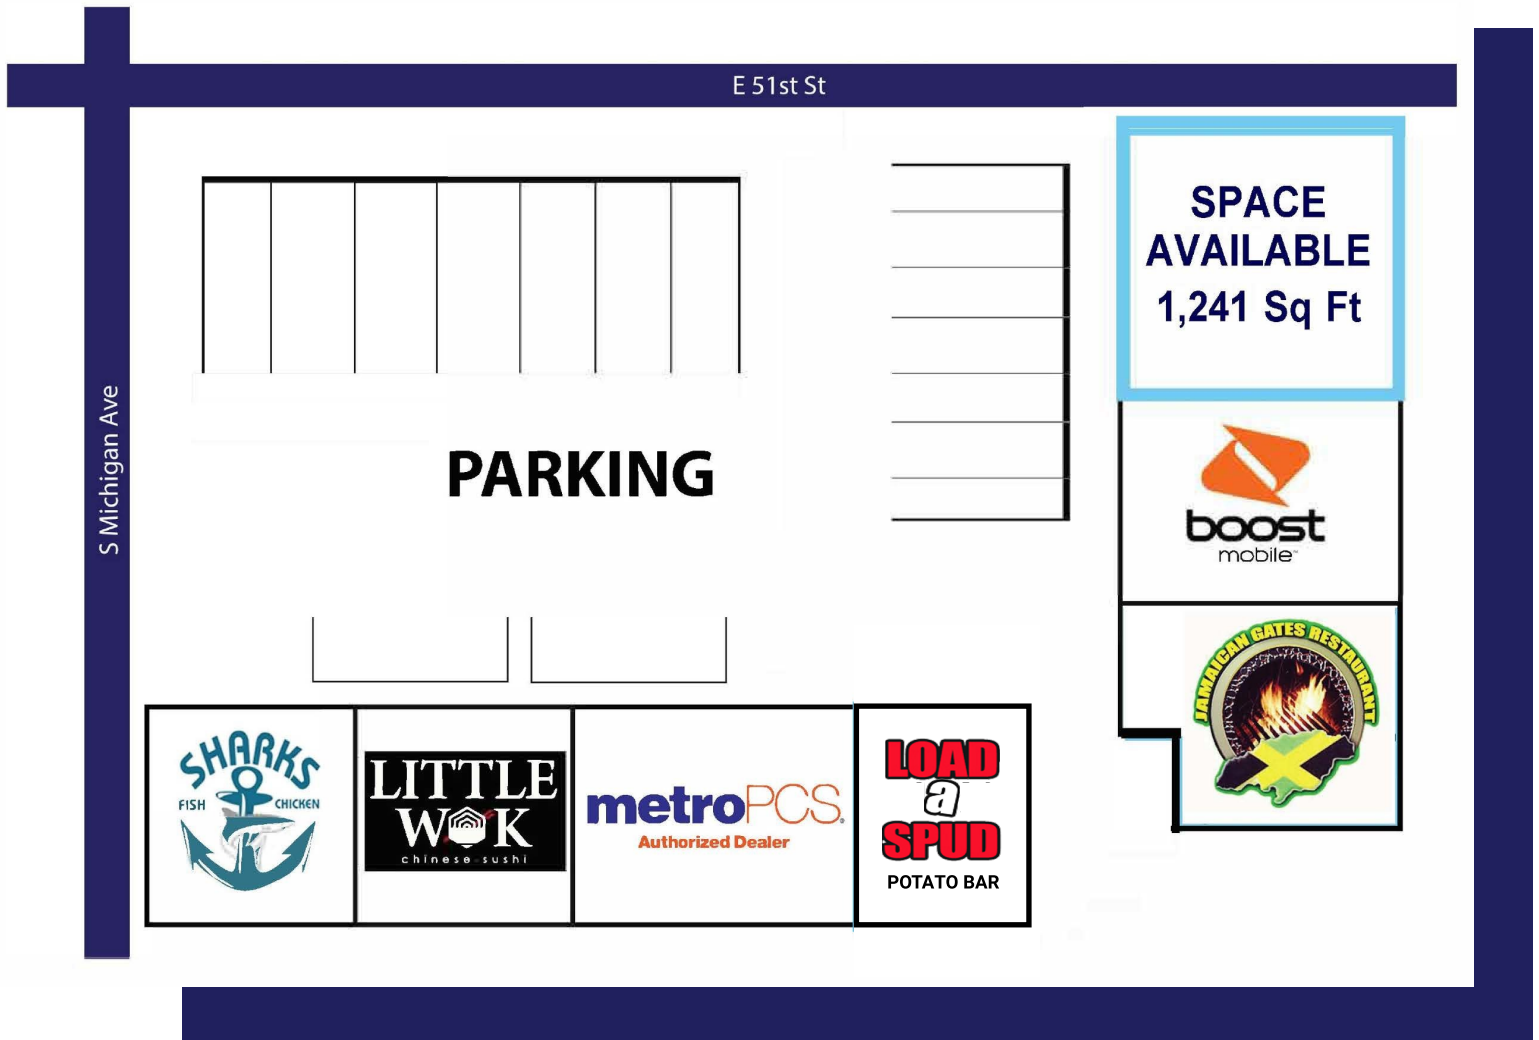 E 51st St
S Michigan Ave
SPACE
AVAILABLE
1,241 Sq Ft
PARKING
boost
mobile™
JAMAICAN GATES RESTAURANT
SHARKS
FISH CHICKEN
LITTLE
WOK
chinese sushi
metroPCS®
Authorized Dealer
LOAD
a
SPUD
POTATO BAR